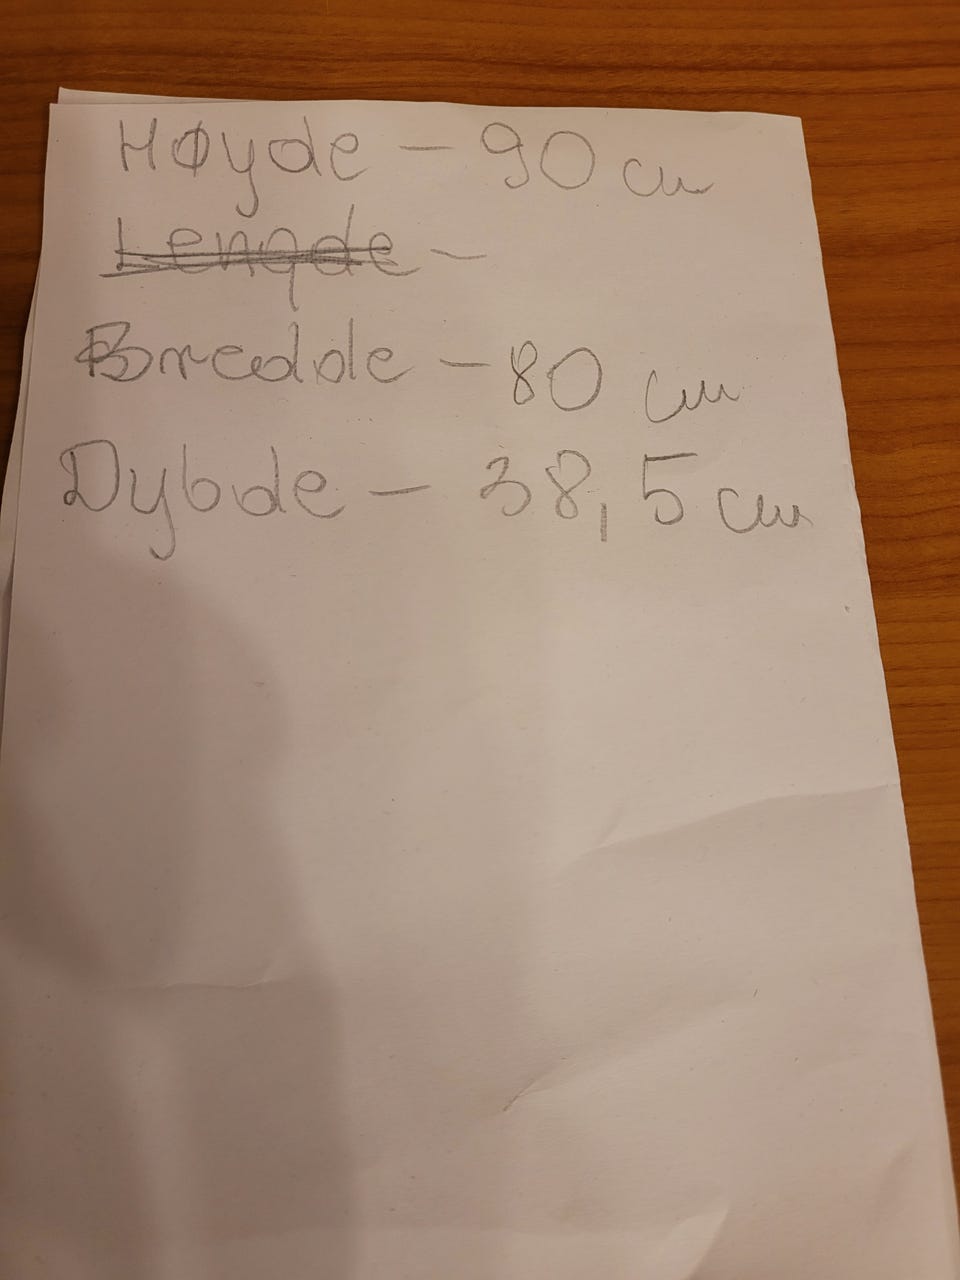 Høyde – 90 cm
Lengde –
Bredde – 80 cm
Dybde – 38,5 cm